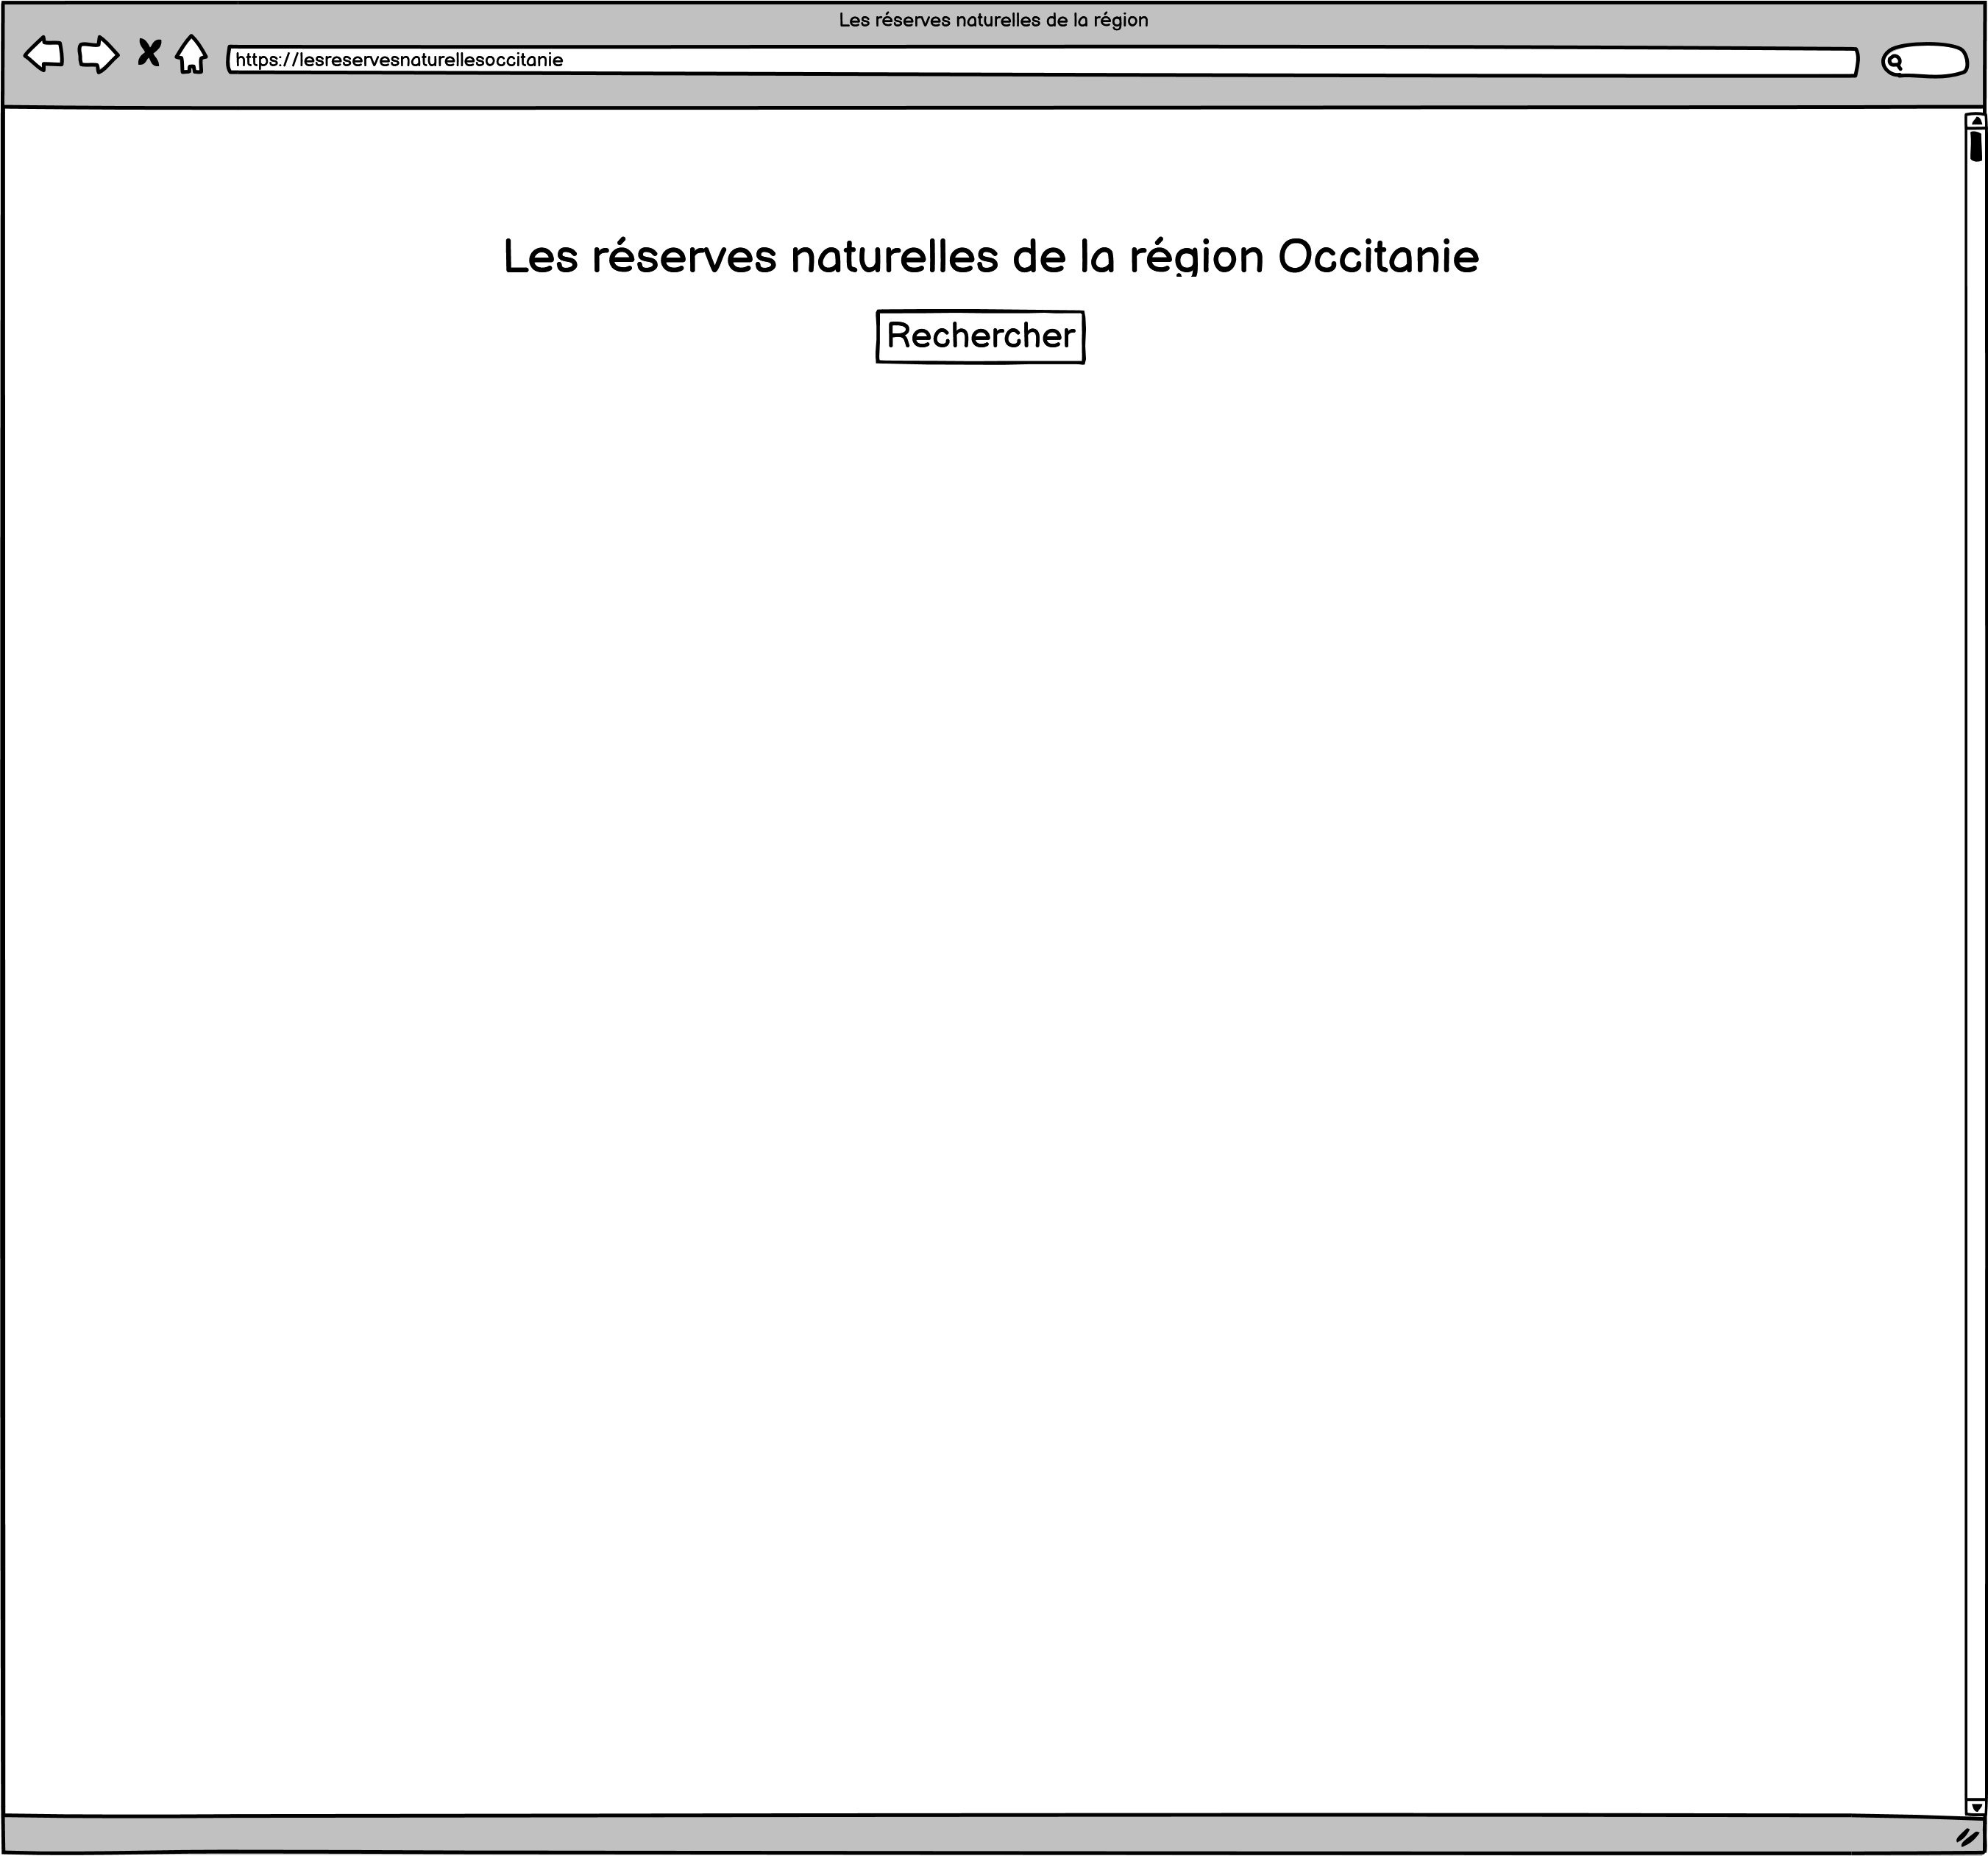 Les réserves naturelles de la région
https://lesreservesnaturellesoccitanie
Les réserves naturelles de la région Occitanie
Rechercher